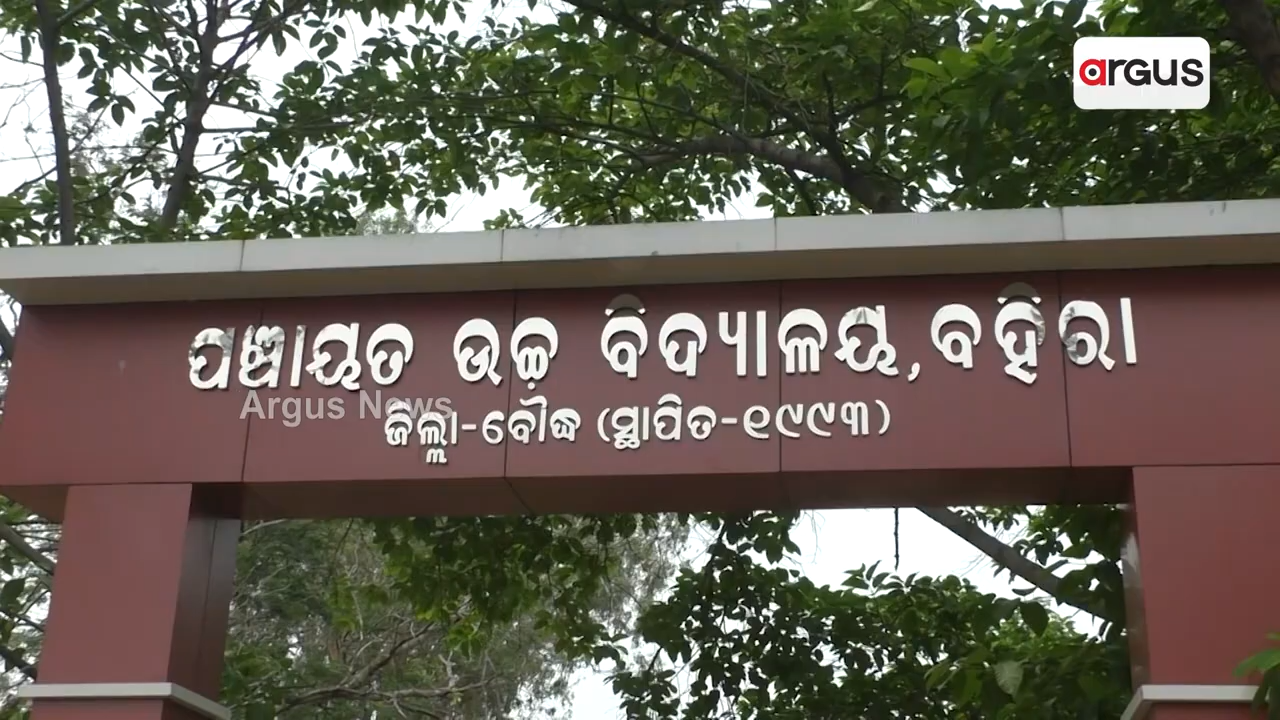 argus
ପଞ୍ଚାୟତ ଉଚ୍ଚ ବିଦ୍ୟାଳୟ, ବହିରା
Argus News
ଜିଲ୍ଲା-ବୌଦ୍ଧ (ସ୍ଥାପିତ-୧୯୯୩)